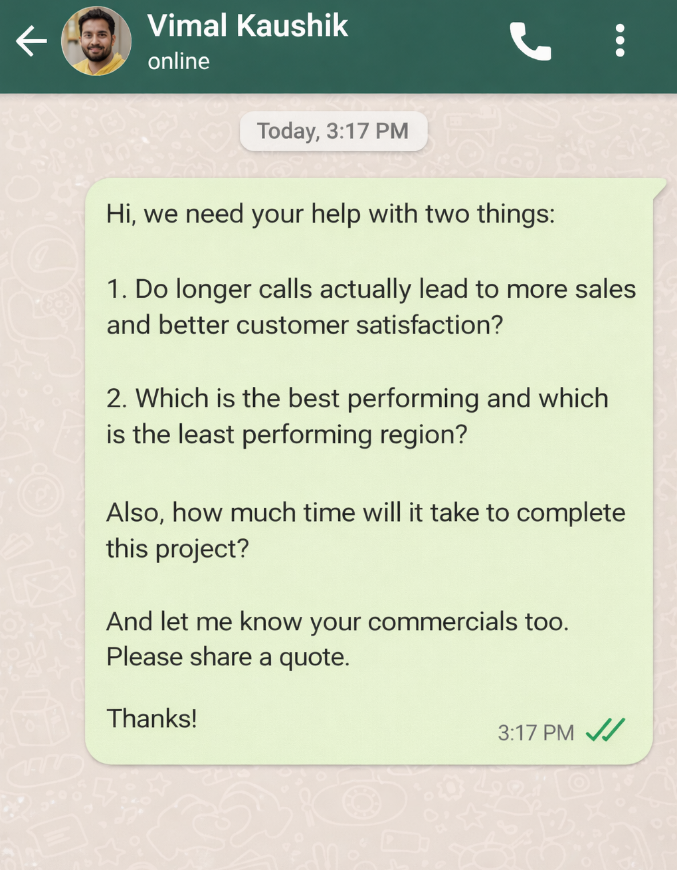 Vimal Kaushik
online
Today, 3:17 PM
Hi, we need your help with two things:
1. Do longer calls actually lead to more sales
and better customer satisfaction?
2. Which is the best performing and which
is the least performing region?
Also, how much time will it take to complete
this project?
And let me know your commercials too.
Please share a quote.
Thanks!
3:17 PM